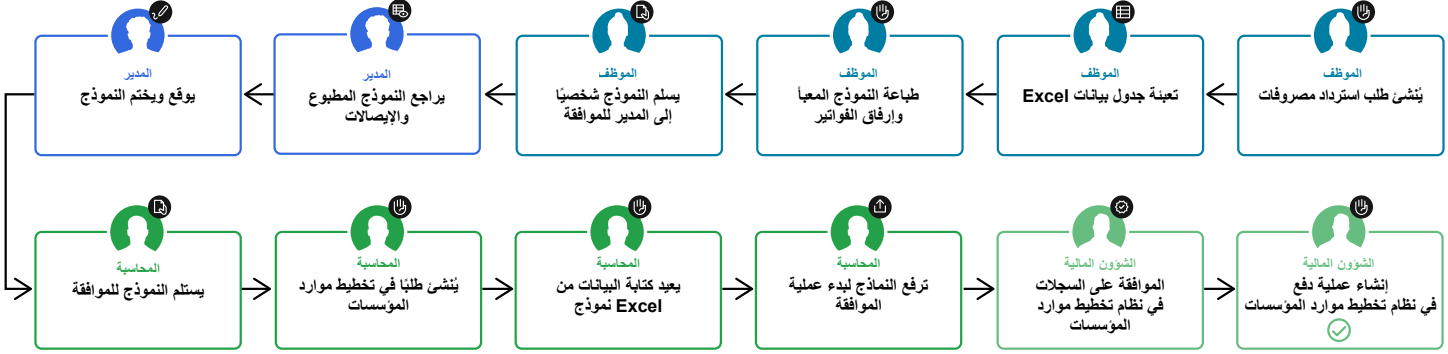 الموظف
يُنشئ طلب استرداد مصروفات
الموظف
تعبئة جدول بيانات Excel
الموظف
طباعة النموذج المعبأ
وإرفاق الفواتير
الموظف
يسلم النموذج شخصيًا
إلى المدير للموافقة
المدير
يراجع النموذج المطبوع
والإيصالات
المدير
يوقع ويختم النموذج
المحاسبة
يستلم النموذج للموافقة
المحاسبة
يُنشئ طلبًا في تخطيط موارد
المؤسسات
المحاسبة
يعيد كتابة البيانات من
نموذج Excel
المحاسبة
ترفع النماذج لبدء عملية
الموافقة
الشؤون المالية
الموافقة على السجلات
في نظام تخطيط موارد
المؤسسات
الشؤون المالية
إنشاء عملية دفع
في نظام تخطيط موارد المؤسسات